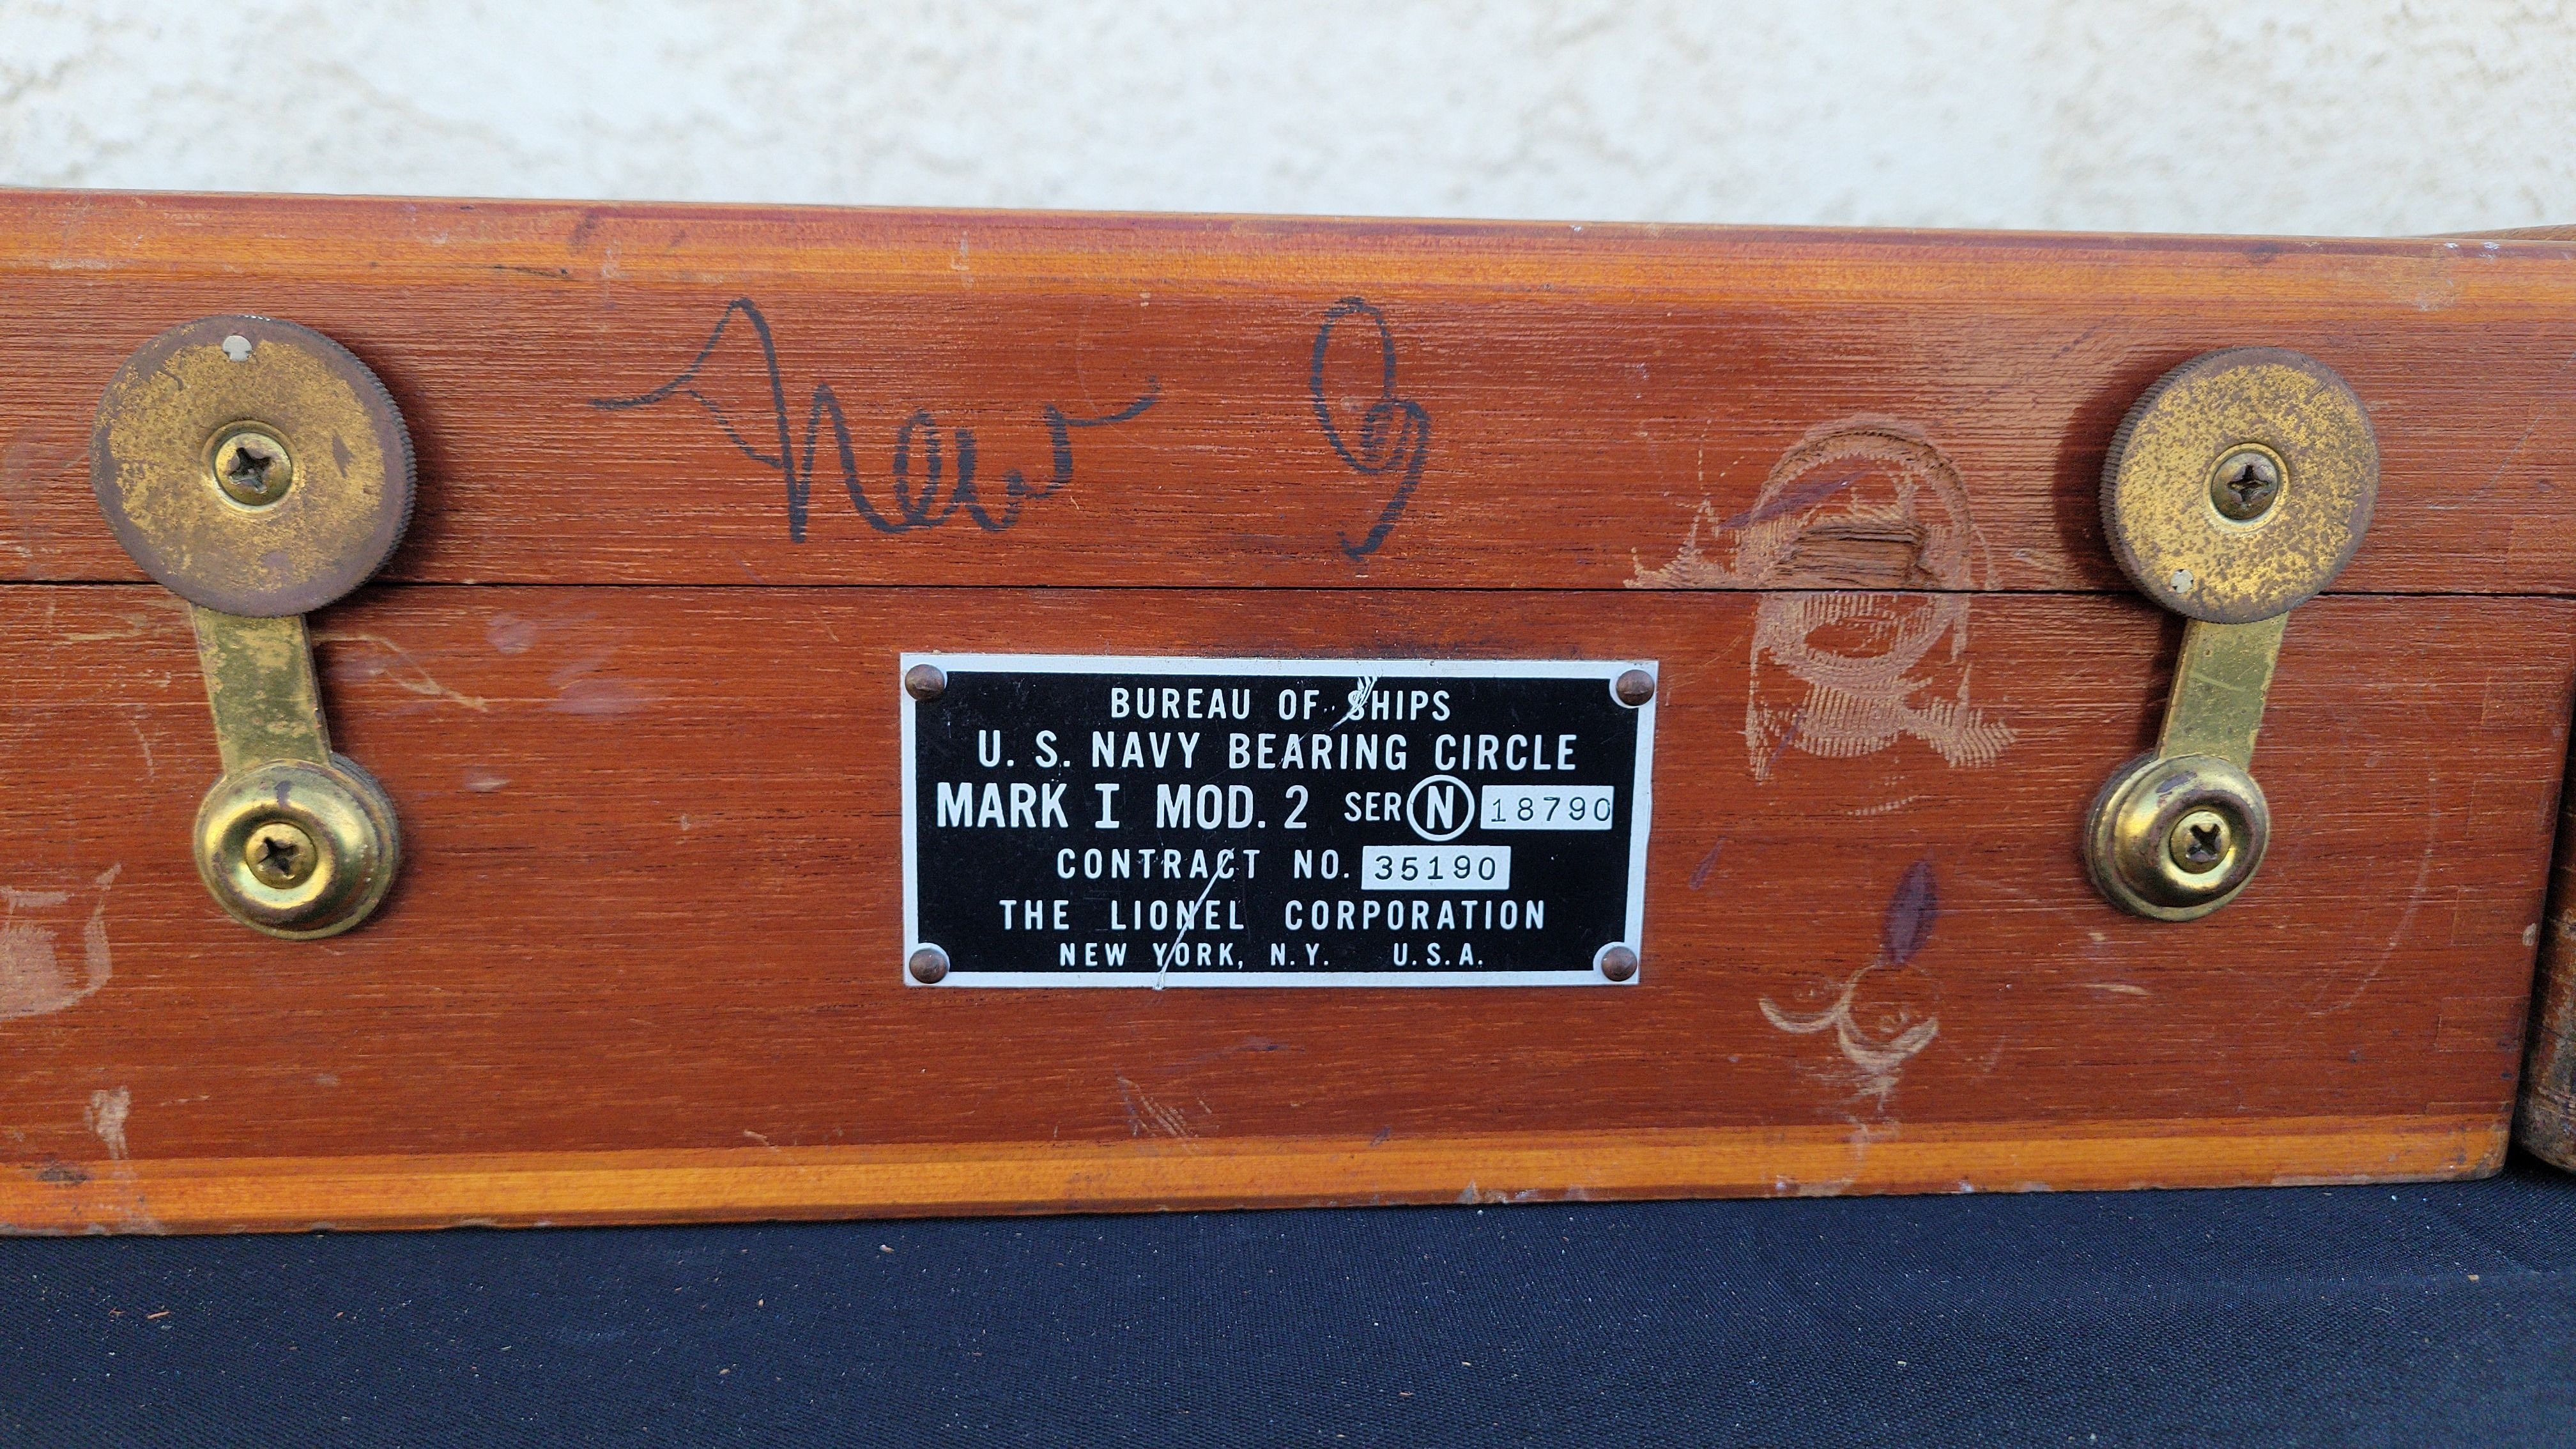 New 9
BUREAU OF SHIPS
U. S. NAVY BEARING CIRCLE
MARK I MOD. 2 SER N 18790
CONTRACT NO. 35190
THE LIONEL CORPORATION
NEW YORK, N.Y. U.S.A.